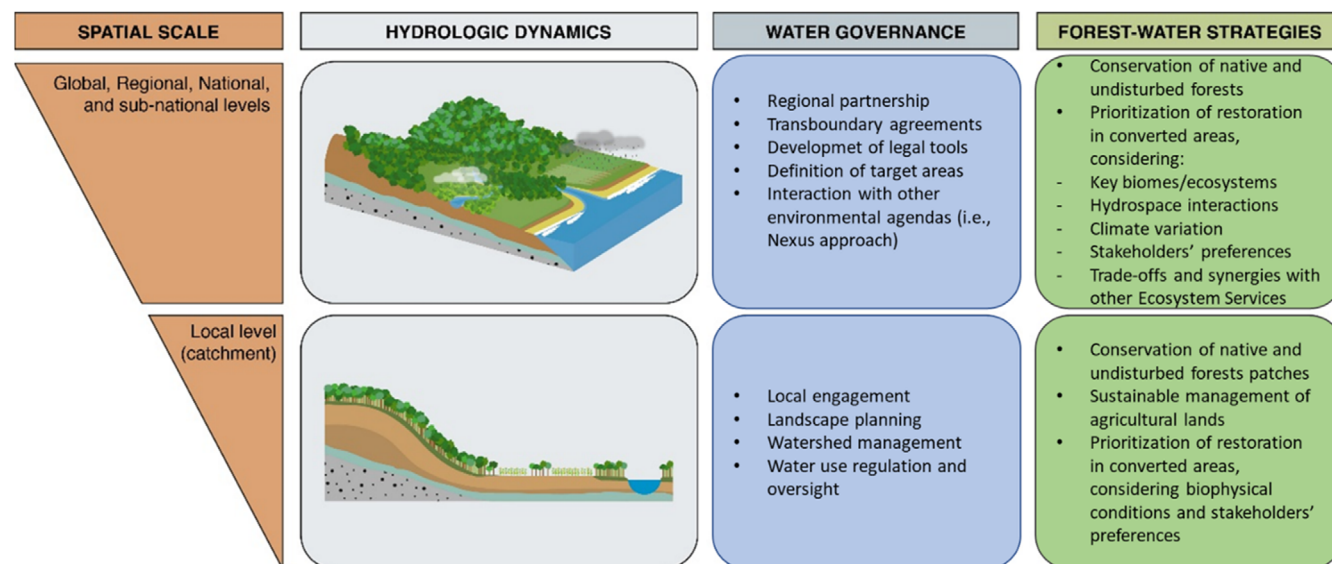 SPATIAL SCALE
HYDROLOGIC DYNAMICS
WATER GOVERNANCE
FOREST-WATER STRATEGIES
Global, Regional, National,
and sub-national levels
• Regional partnership
• Transboundary agreements
• Developmet of legal tools
• Definition of target areas
• Interaction with other
environmental agendas (i.e.,
Nexus approach)
• Conservation of native and
undisturbed forests
• Prioritization of restoration
in converted areas,
considering:
- Key biomes/ecosystems
- Hydrospace interactions
- Climate variation
- Stakeholders’ preferences
- Trade-offs and synergies with
other Ecosystem Services
Local level
(catchment)
• Local engagement
• Landscape planning
• Watershed management
• Water use regulation and
oversight
• Conservation of native and
undisturbed forests patches
• Sustainable management of
agricultural lands
• Prioritization of restoration
in converted areas,
considering biophysical
conditions and stakeholders’
preferences